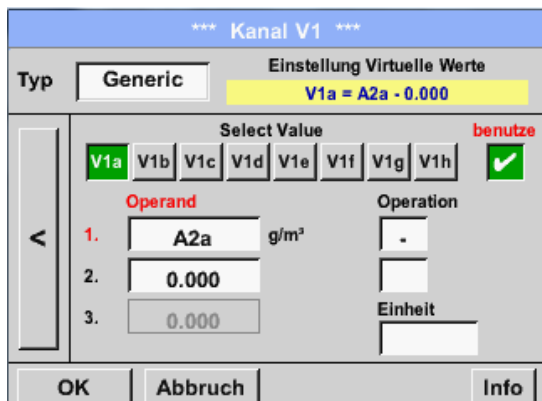 *** Kanal V1 ***
Typ Generic Einstellung Virtuelle Werte
V1a = A2a - 0.000
Select Value benutze
V1a V1b V1c V1d V1e V1f V1g V1h ✔
Operand Operation
<
1. A2a g/m³ -
2. 0.000
Einheit
3. 0.000
OK Abbruch Info